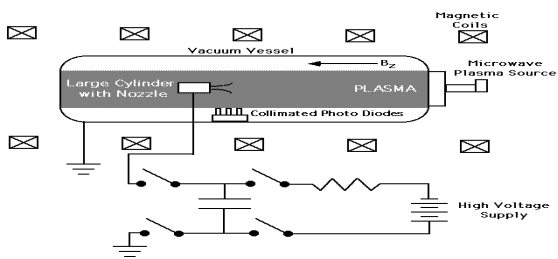 Magnetic
Coils
Vacuum Vessel
Bz
Microwave
Plasma Source
Large Cylinder
with Nozzle
PLASMA
Collimated Photo Diodes
High Voltage
Supply